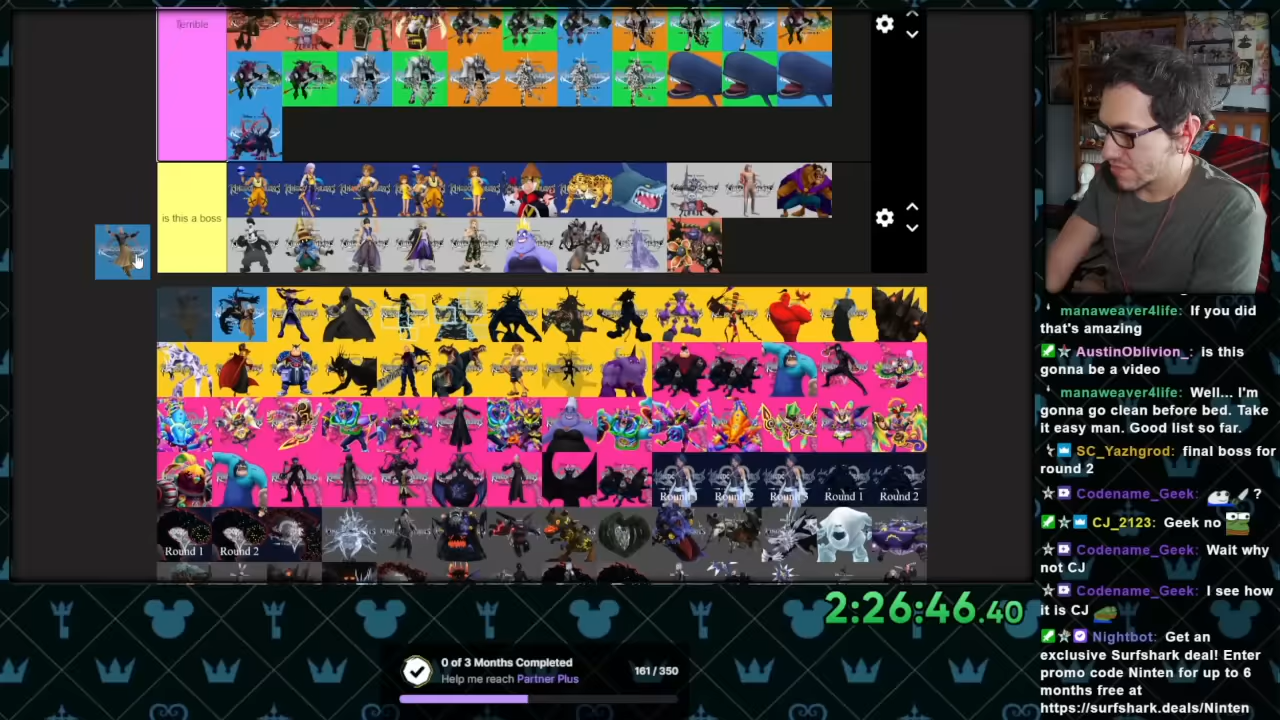 Terrible
is this a boss
Round 1
Round 2
Round 3
Round 1
Round 2
Round 1
Round 2
2:26:46.40
0 of 3 Months Completed
Help me reach Partner Plus
161 / 350
manaweaver4life: If you did
that's amazing
AustinOblivion_: is this
gonna be a video
manaweaver4life: Well... I'm
gonna go clean before bed. Take
it easy man. Good list so far.
SC_Yazhgrod: final boss for
round 2
Codename_Geek: ?
CJ_2123: Geek no
Codename_Geek: Wait why
not CJ
Codename_Geek: I see how
it is CJ
Nightbot: Get an
exclusive Surfshark deal! Enter
promo code Ninten for up to 6
months free at
https://surfshark.deals/Ninten